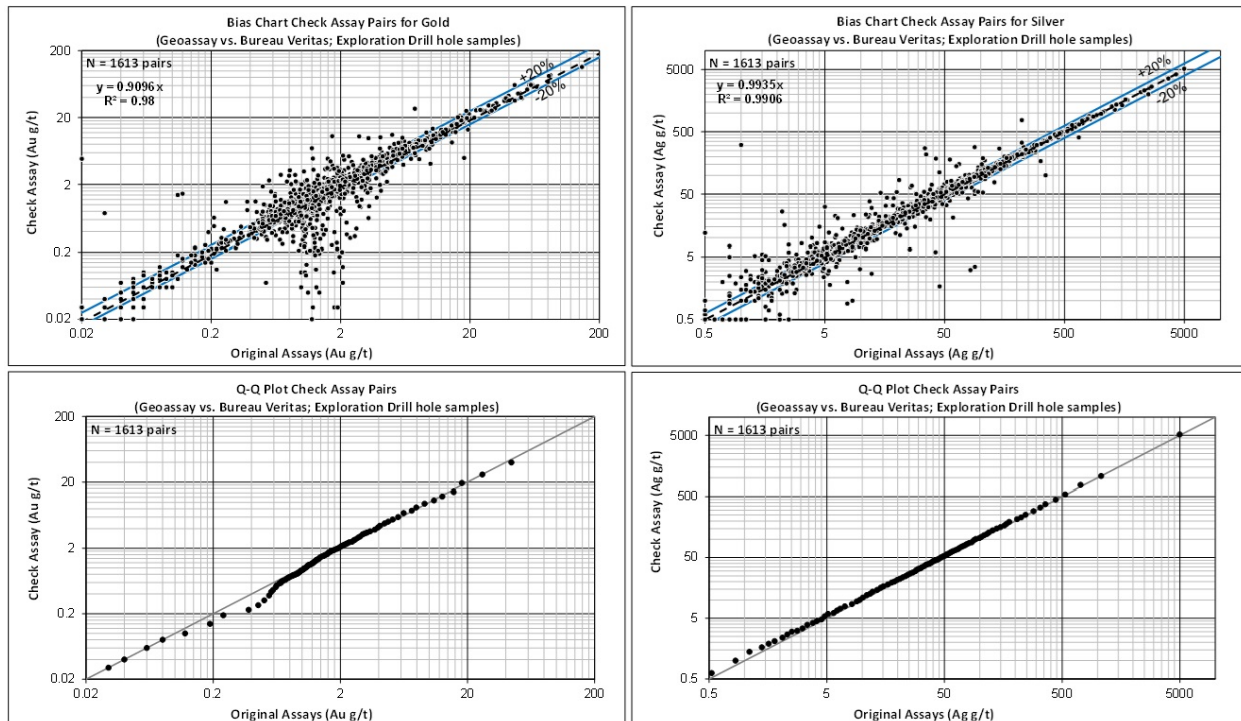 Bias Chart Check Assay Pairs for Gold
(Geoassay vs. Bureau Veritas; Exploration Drill hole samples)
N = 1613 pairs
y = 0.9096x
R² = 0.98
+20%
-20%
Check Assay (Au g/t)
200
20
2
0.2
0.02
0.02
0.2
2
20
200
Original Assays (Au g/t)
Bias Chart Check Assay Pairs for Silver
(Geoassay vs. Bureau Veritas; Exploration Drill hole samples)
N = 1613 pairs
y = 0.9935x
R² = 0.9906
+20%
-20%
Check Assay (Ag g/t)
5000
500
50
5
0.5
0.5
5
50
500
5000
Original Assays (Ag g/t)
Q-Q Plot Check Assay Pairs
(Geoassay vs. Bureau Veritas; Exploration Drill hole samples)
N = 1613 pairs
Check Assay (Au g/t)
200
20
2
0.2
0.02
0.02
0.2
2
20
200
Original Assays (Au g/t)
Q-Q Plot Check Assay Pairs
(Geoassay vs. Bureau Veritas; Exploration Drill hole samples)
N = 1613 pairs
Check Assay (Ag g/t)
5000
500
50
5
0.5
0.5
5
50
500
5000
Original Assays (Ag g/t)